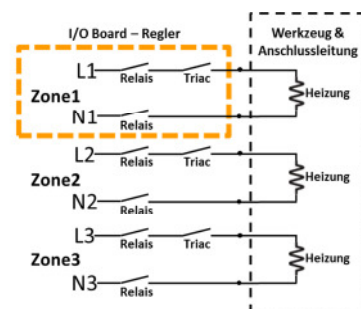 I/O Board – Regler
Werkzeug &
Anschlussleitung
L1
Relais
Triac
Zone1
Heizung
N1
Relais
L2
Relais
Triac
Zone2
Heizung
N2
Relais
L3
Relais
Triac
Zone3
Heizung
N3
Relais